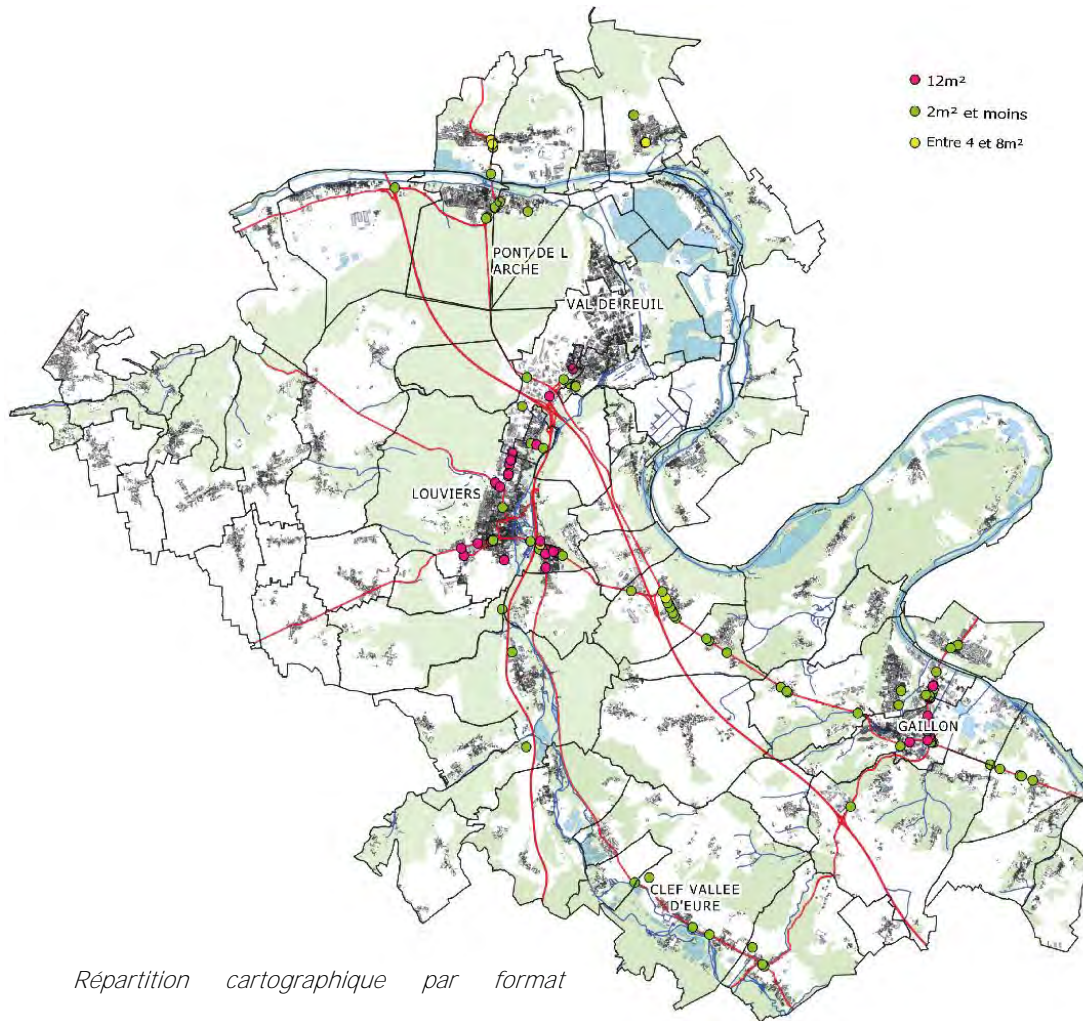 12m²
2m² et moins
Entre 4 et 8m²
PONT DE L
ARCHE
VAL DE REUIL
LOUVIERS
GAILLON
CLEF VALLEE
D'EURE
Répartition cartographique par format